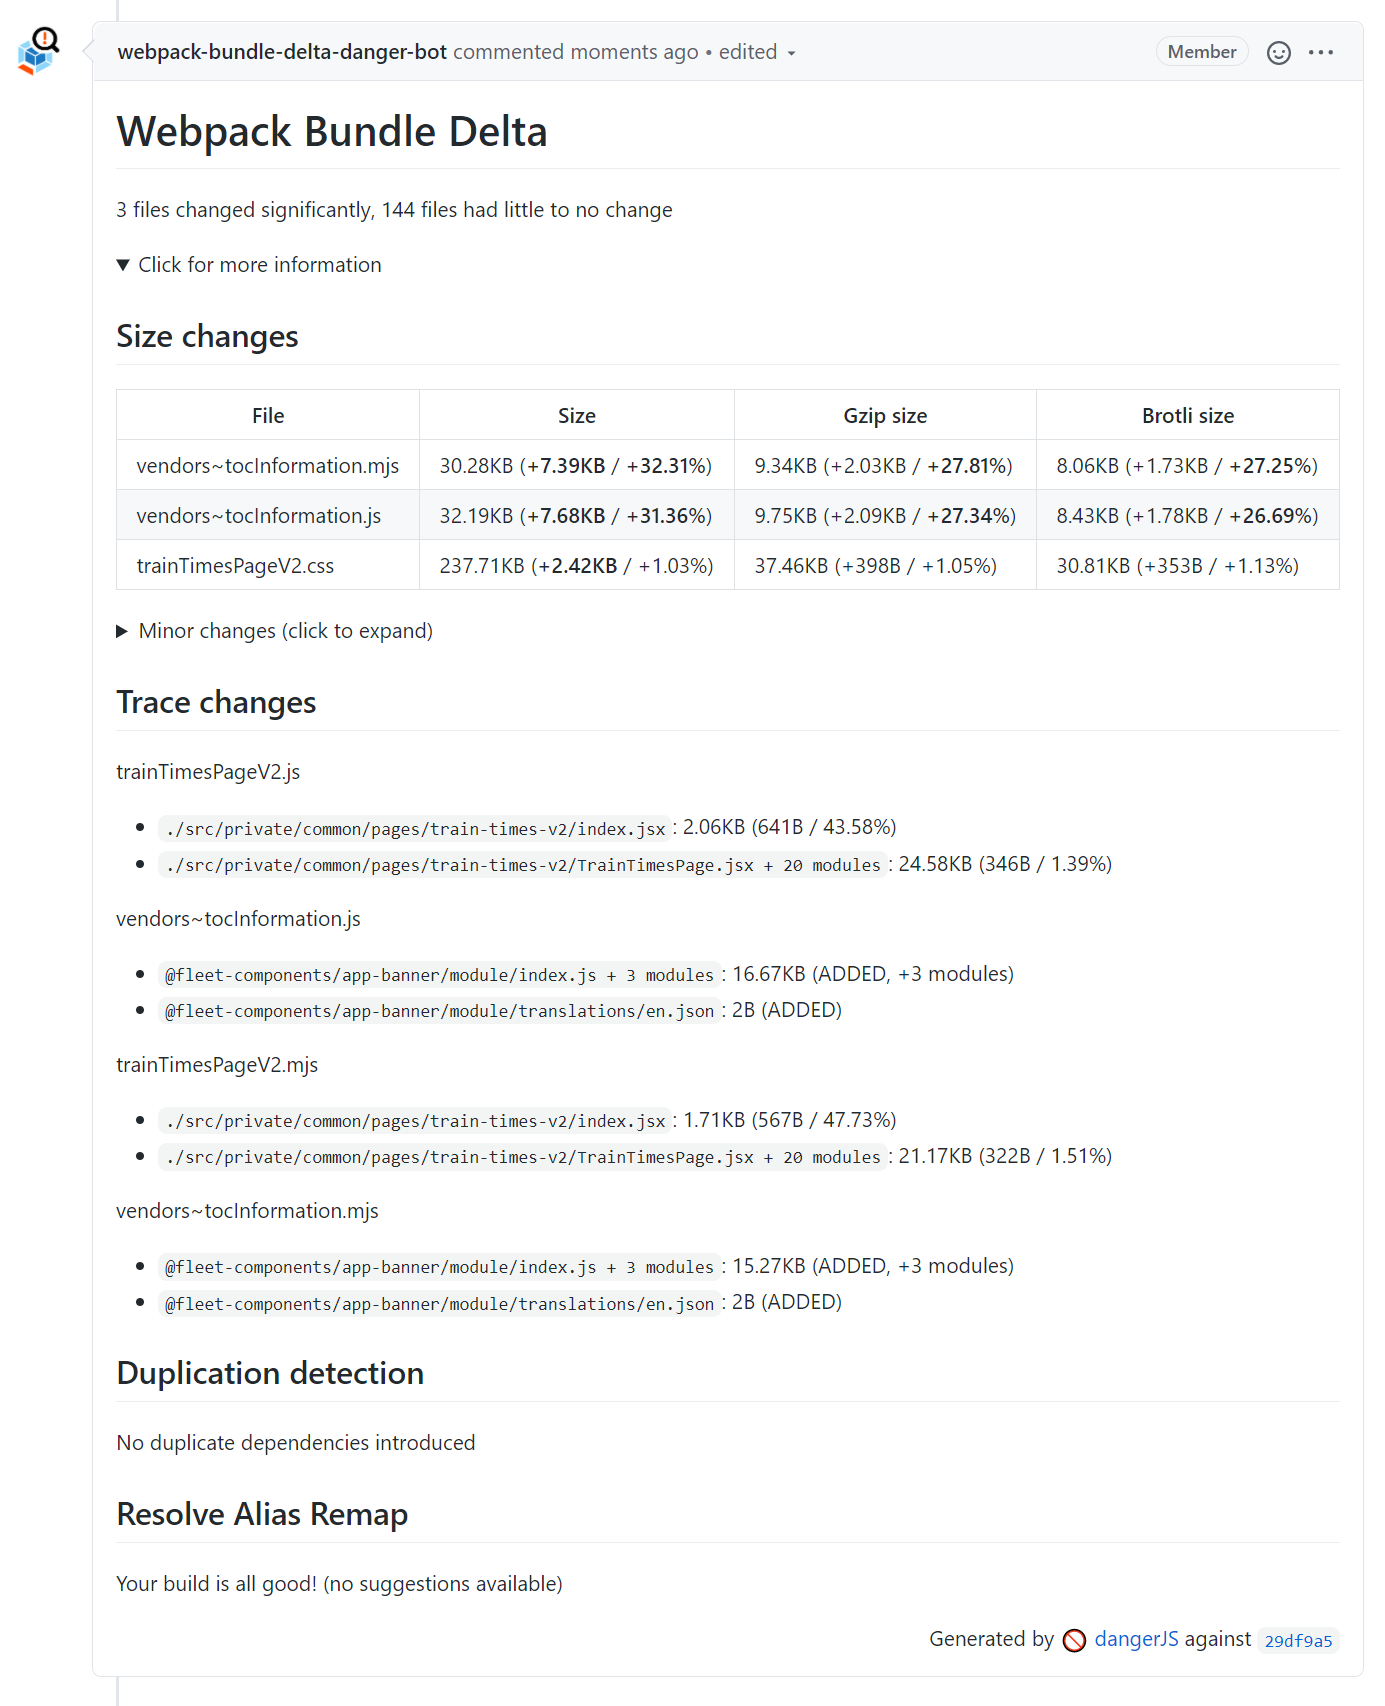 webpack-bundle-delta-danger-bot commented moments ago • edited
Member
Webpack Bundle Delta
3 files changed significantly, 144 files had little to no change
Click for more information
Size changes
File Size Gzip size Brotli size
vendors~tocInformation.mjs 30.28KB (+7.39KB / +32.31%) 9.34KB (+2.03KB / +27.81%) 8.06KB (+1.73KB / +27.25%)
vendors~tocInformation.js 32.19KB (+7.68KB / +31.36%) 9.75KB (+2.09KB / +27.34%) 8.43KB (+1.78KB / +26.69%)
trainTimesPageV2.css 237.71KB (+2.42KB / +1.03%) 37.46KB (+398B / +1.05%) 30.81KB (+353B / +1.13%)
Minor changes (click to expand)
Trace changes
trainTimesPageV2.js
• ./src/private/common/pages/train-times-v2/index.jsx: 2.06KB (641B / 43.58%)
• ./src/private/common/pages/train-times-v2/TrainTimesPage.jsx + 20 modules: 24.58KB (346B / 1.39%)
vendors~tocInformation.js
• @fleet-components/app-banner/module/index.js + 3 modules: 16.67KB (ADDED, +3 modules)
• @fleet-components/app-banner/module/translations/en.json: 2B (ADDED)
trainTimesPageV2.mjs
• ./src/private/common/pages/train-times-v2/index.jsx: 1.71KB (567B / 47.73%)
• ./src/private/common/pages/train-times-v2/TrainTimesPage.jsx + 20 modules: 21.17KB (322B / 1.51%)
vendors~tocInformation.mjs
• @fleet-components/app-banner/module/index.js + 3 modules: 15.27KB (ADDED, +3 modules)
• @fleet-components/app-banner/module/translations/en.json: 2B (ADDED)
Duplication detection
No duplicate dependencies introduced
Resolve Alias Remap
Your build is all good! (no suggestions available)
Generated by 🚫 dangerJS against 29df9a5